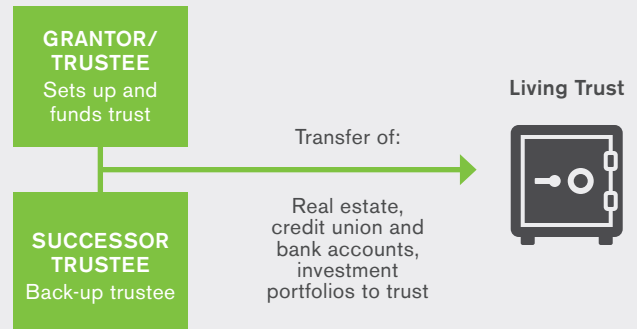 GRANTOR/
TRUSTEE
Sets up and
funds trust
Living Trust
Transfer of:
Real estate,
credit union and
bank accounts,
investment
portfolios to trust
SUCCESSOR
TRUSTEE
Back-up trustee